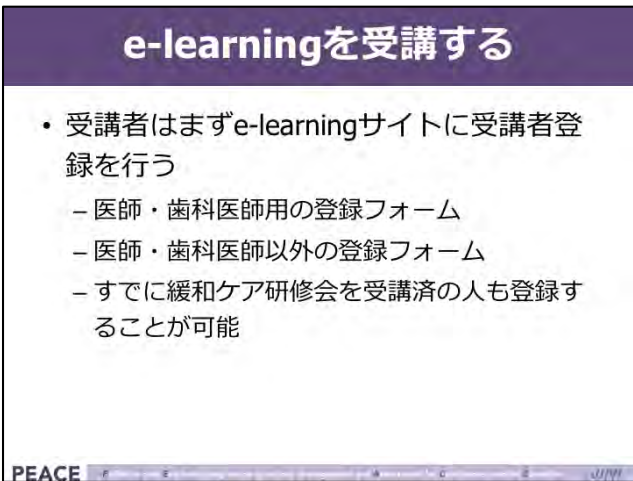 e-learningを受講する
• 受講者はまずe-learningサイトに受講者登
録を行う
– 医師・歯科医師用の登録フォーム
– 医師・歯科医師以外の登録フォーム
– すでに緩和ケア研修会を受講済の人も登録す
ることが可能
PEACE P E A C E